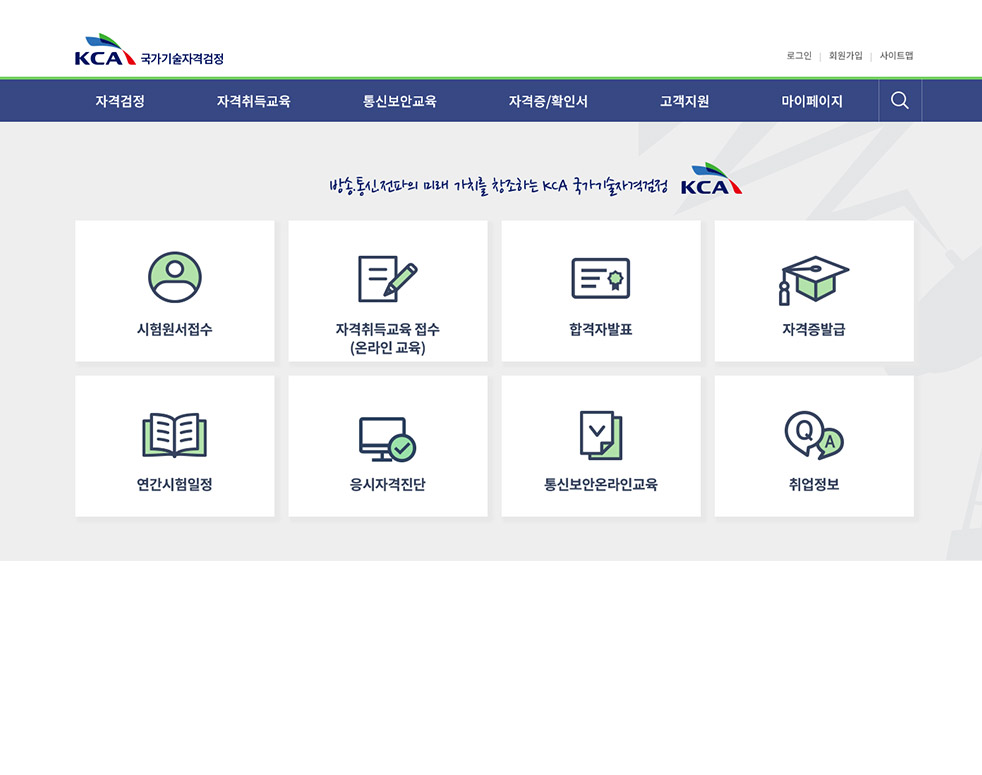 KCA 국가기술자격검정
로그인 | 회원가입 | 사이트맵
자격검정 자격취득교육 통신보안교육 자격증/확인서 고객지원 마이페이지
방송통신전파의 미래 가치를 창조하는 KCA 국가기술자격검정 KCA
시험원서접수
자격취득교육 접수
(온라인 교육)
합격자발표
자격증발급
연간시험일정
응시자격진단
통신보안온라인교육
Q A
취업정보